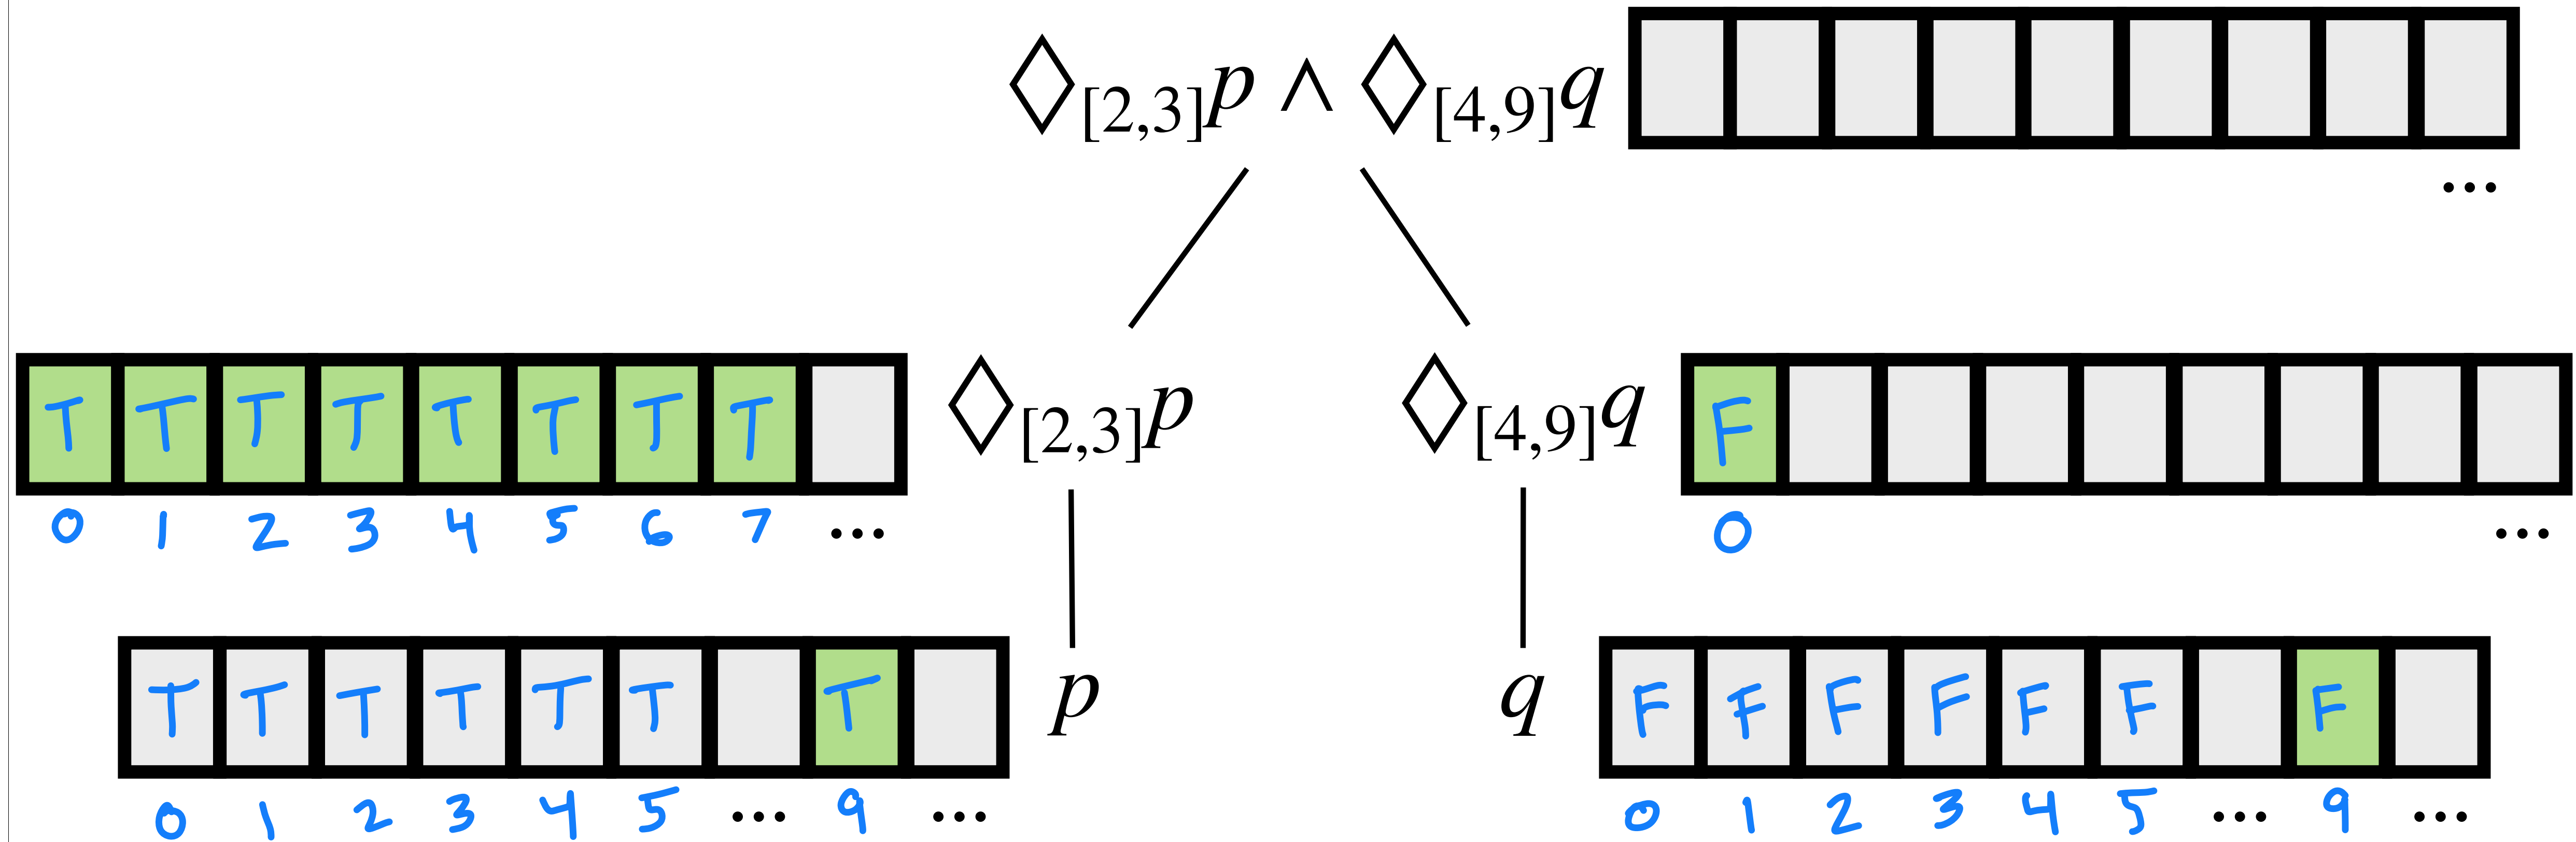 ◊[2,3]p ∧ ◊[4,9]q
...
T T T T T T T T
◊[2,3]p
◊[4,9]q
F
0 1 2 3 4 5 6 7 ...
0 ...
T T T T T T T
p
q
F F F F F F F
0 1 2 3 4 5 ... 9 ...
0 1 2 3 4 5 ... 9 ...